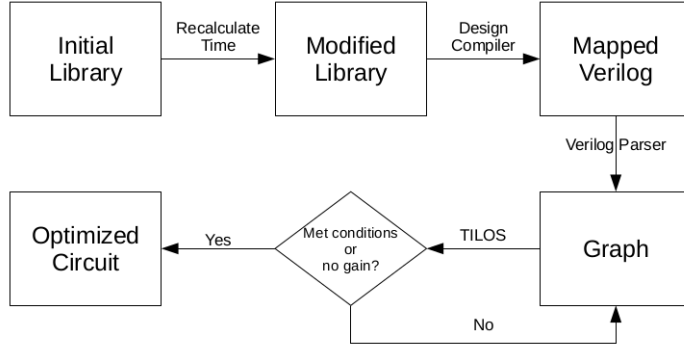 Initial
Library
Recalculate
Time
Modified
Library
Design
Compiler
Mapped
Verilog
Verilog Parser
Optimized
Circuit
Yes
Met conditions
or
no gain?
TILOS
Graph
No